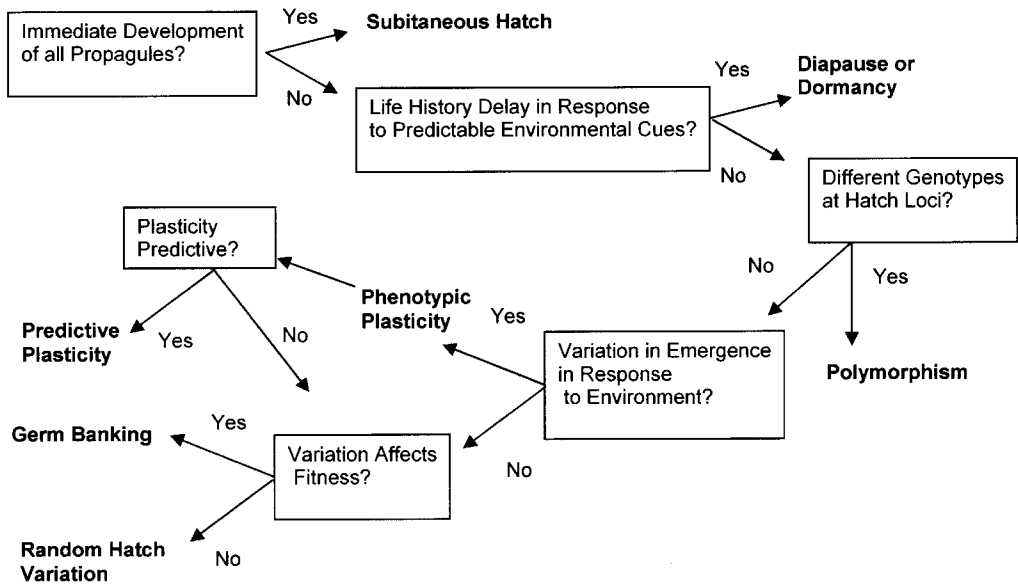 Immediate Development
of all Propagules?
Yes
Subitaneous Hatch
No
Life History Delay in Response
to Predictable Environmental Cues?
Yes
Diapause or
Dormancy
No
Different Genotypes
at Hatch Loci?
No
Yes
Polymorphism
Variation in Emergence
in Response
to Environment?
Yes
Phenotypic
Plasticity
No
Plasticity
Predictive?
Yes
Predictive
Plasticity
No
Variation Affects
Fitness?
Yes
Germ Banking
No
Random Hatch
Variation